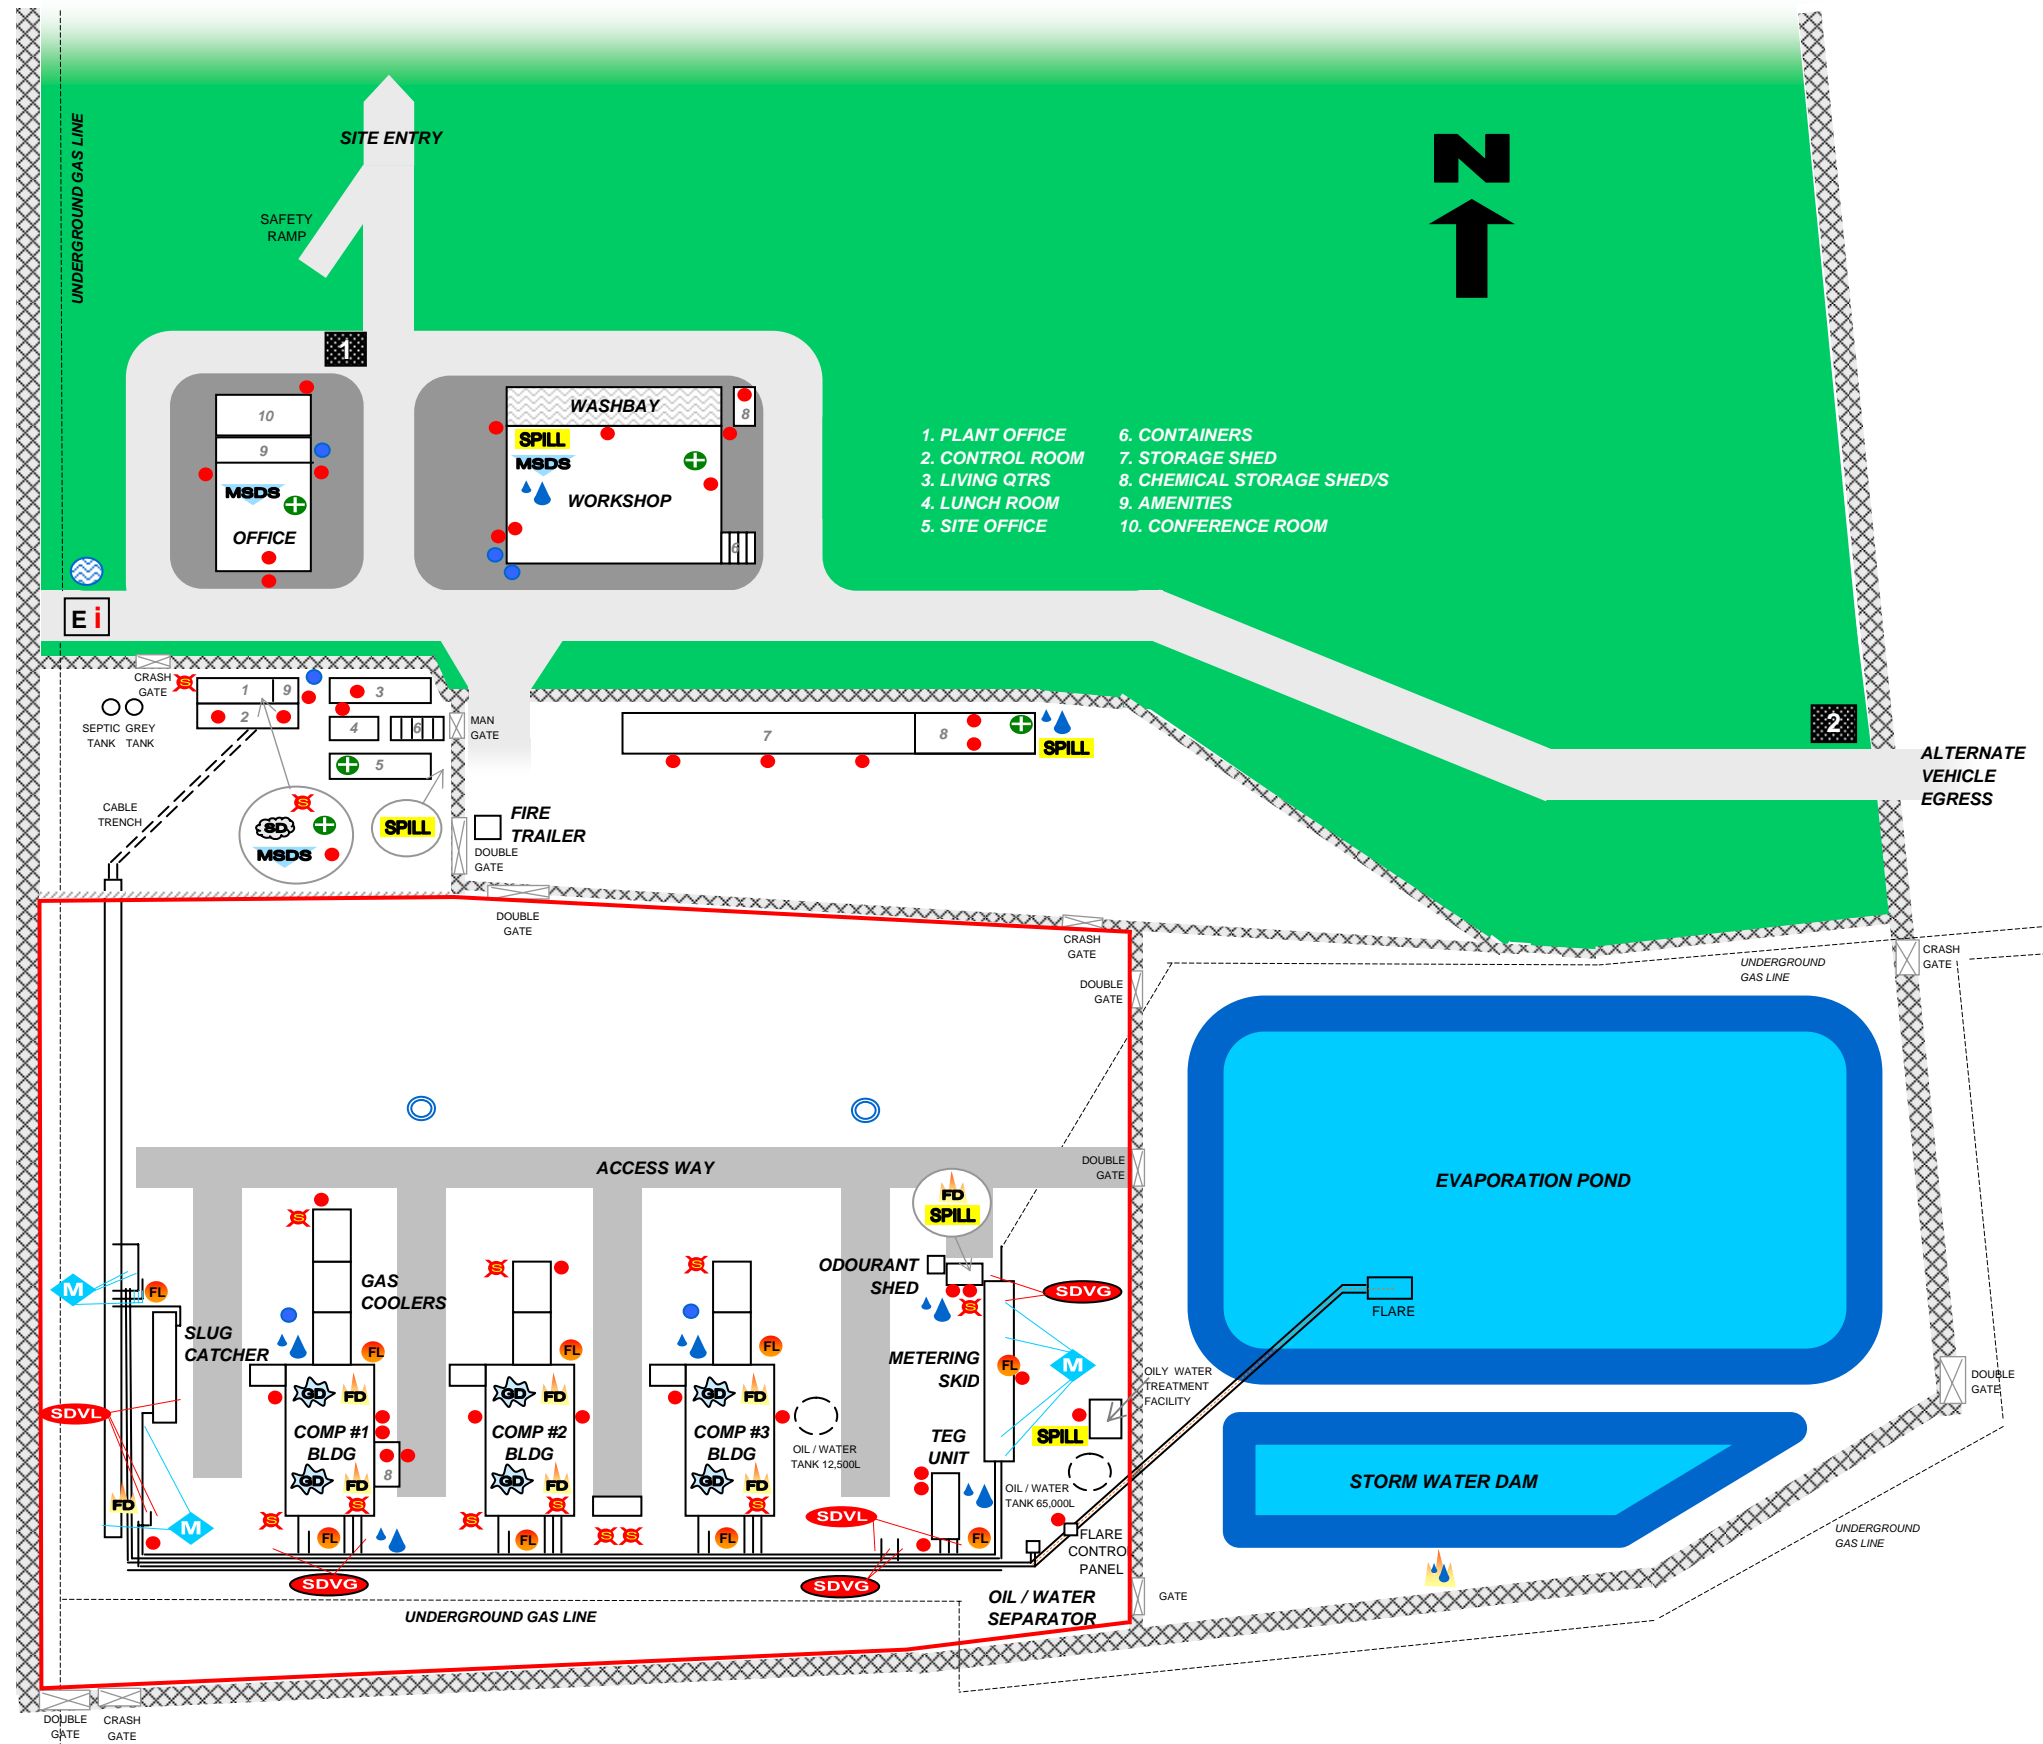 SITE ENTRY
N
UNDERGROUND GAS LINE
SAFETY
RAMP
1
WASHBAY
10
8
9
SPILL
MSDS
MSDS
WORKSHOP
OFFICE
6
1. PLANT OFFICE
2. CONTROL ROOM
3. LIVING QTRS
4. LUNCH ROOM
5. SITE OFFICE
6. CONTAINERS
7. STORAGE SHED
8. CHEMICAL STORAGE SHED/S
9. AMENITIES
10. CONFERENCE ROOM
E i
CRASH
GATE
S
1
9
3
2
4
6
5
SEPTIC
TANK
GREY
TANK
MAN
GATE
7
8
SPILL
2
ALTERNATE
VEHICLE
EGRESS
CABLE
TRENCH
S
SD
MSDS
SPILL
FIRE
TRAILER
DOUBLE
GATE
DOUBLE
GATE
CRASH
GATE
DOUBLE
GATE
UNDERGROUND
GAS LINE
CRASH
GATE
ACCESS WAY
DOUBLE
GATE
EVAPORATION POND
FD
SPILL
S
S
S
GAS
COOLERS
ODOURANT
SHED
SDVG
M
FL
S
FLARE
SLUG
CATCHER
FL
FL
FL
METERING
SKID
FL
M
OILY WATER
TREATMENT
FACILITY
DOUBLE
GATE
GD
FD
GD
FD
GD
FD
SDVL
COMP #1
BLDG
COMP #2
BLDG
COMP #3
BLDG
OIL / WATER
TANK 12,500L
TEG
UNIT
SPILL
GD
FD
8
GD
FD
GD
FD
OIL / WATER
TANK 65,000L
STORM WATER DAM
FD
S
S
S
S
S
S
S
SDVL
M
FL
FL
FL
FL
FLARE
CONTRO
PANEL
UNDERGROUND
GAS LINE
SDVG
SDVG
OIL / WATER
SEPARATOR
GATE
UNDERGROUND GAS LINE
DOUBLE
GATE
CRASH
GATE